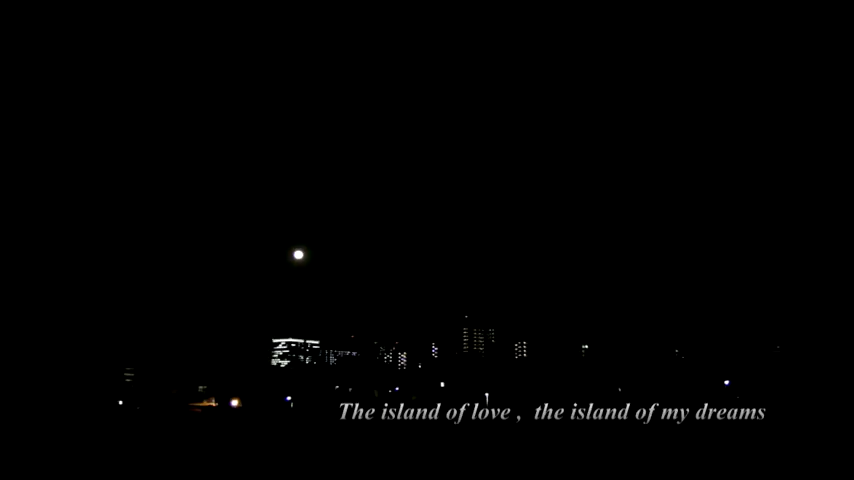 The island of love ,  the island of my dreams